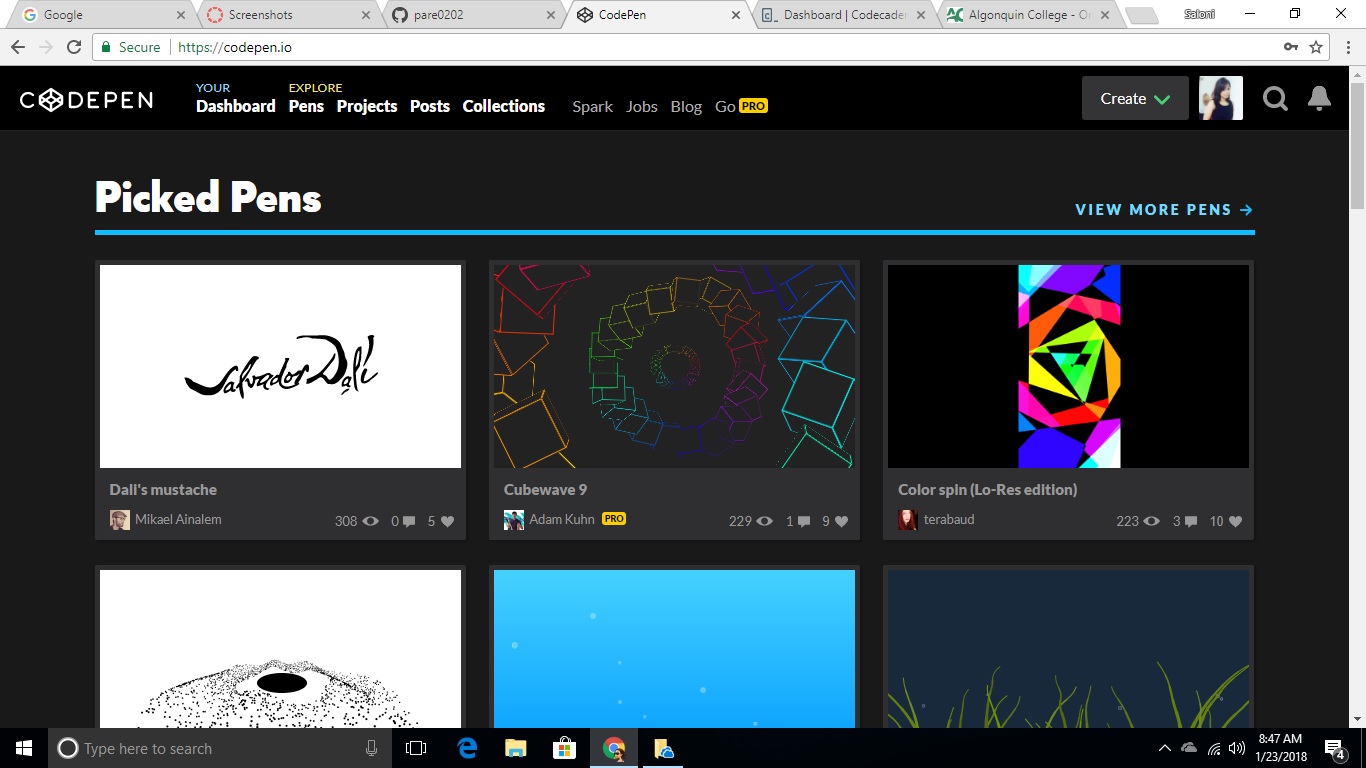 Google
Screenshots
pare0202
CodePen
Dashboard | Codecader
Algonquin College - On
Saloni
Secure
https://codepen.io
CODEPEN
YOUR
Dashboard
EXPLORE
Pens Projects Posts Collections
Spark Jobs Blog Go PRO
Create
Picked Pens
VIEW MORE PENS →
Salvador Dalí
Dali's mustache
Mikael Ainalem
308 0 5
Cubewave 9
Adam Kuhn PRO
229 1 9
Color spin (Lo-Res edition)
terabaud
223 3 10
Type here to search
8:47 AM
1/23/2018
4